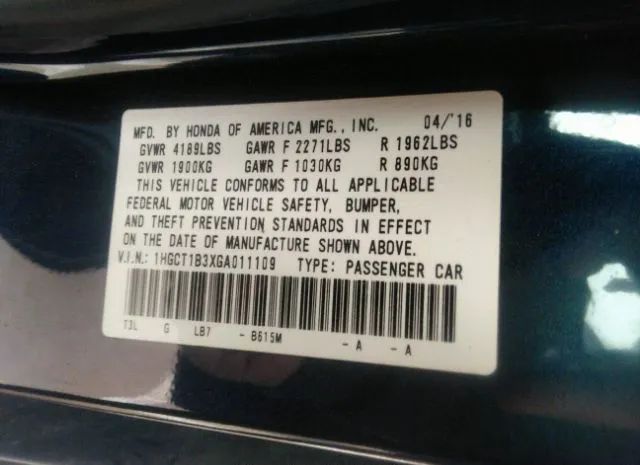 MFD. BY HONDA OF AMERICA MFG., INC. 04/'16
GVWR 4189LBS GAWR F 2271LBS R 1962LBS
GVWR 1900KG GAWR F 1030KG R 890KG
THIS VEHICLE CONFORMS TO ALL APPLICABLE
FEDERAL MOTOR VEHICLE SAFETY, BUMPER,
AND THEFT PREVENTION STANDARDS IN EFFECT
ON THE DATE OF MANUFACTURE SHOWN ABOVE.
V.I.N.: 1HGCT1B3XGA011109 TYPE: PASSENGER CAR
T3L G LB7 - B615M - A - A